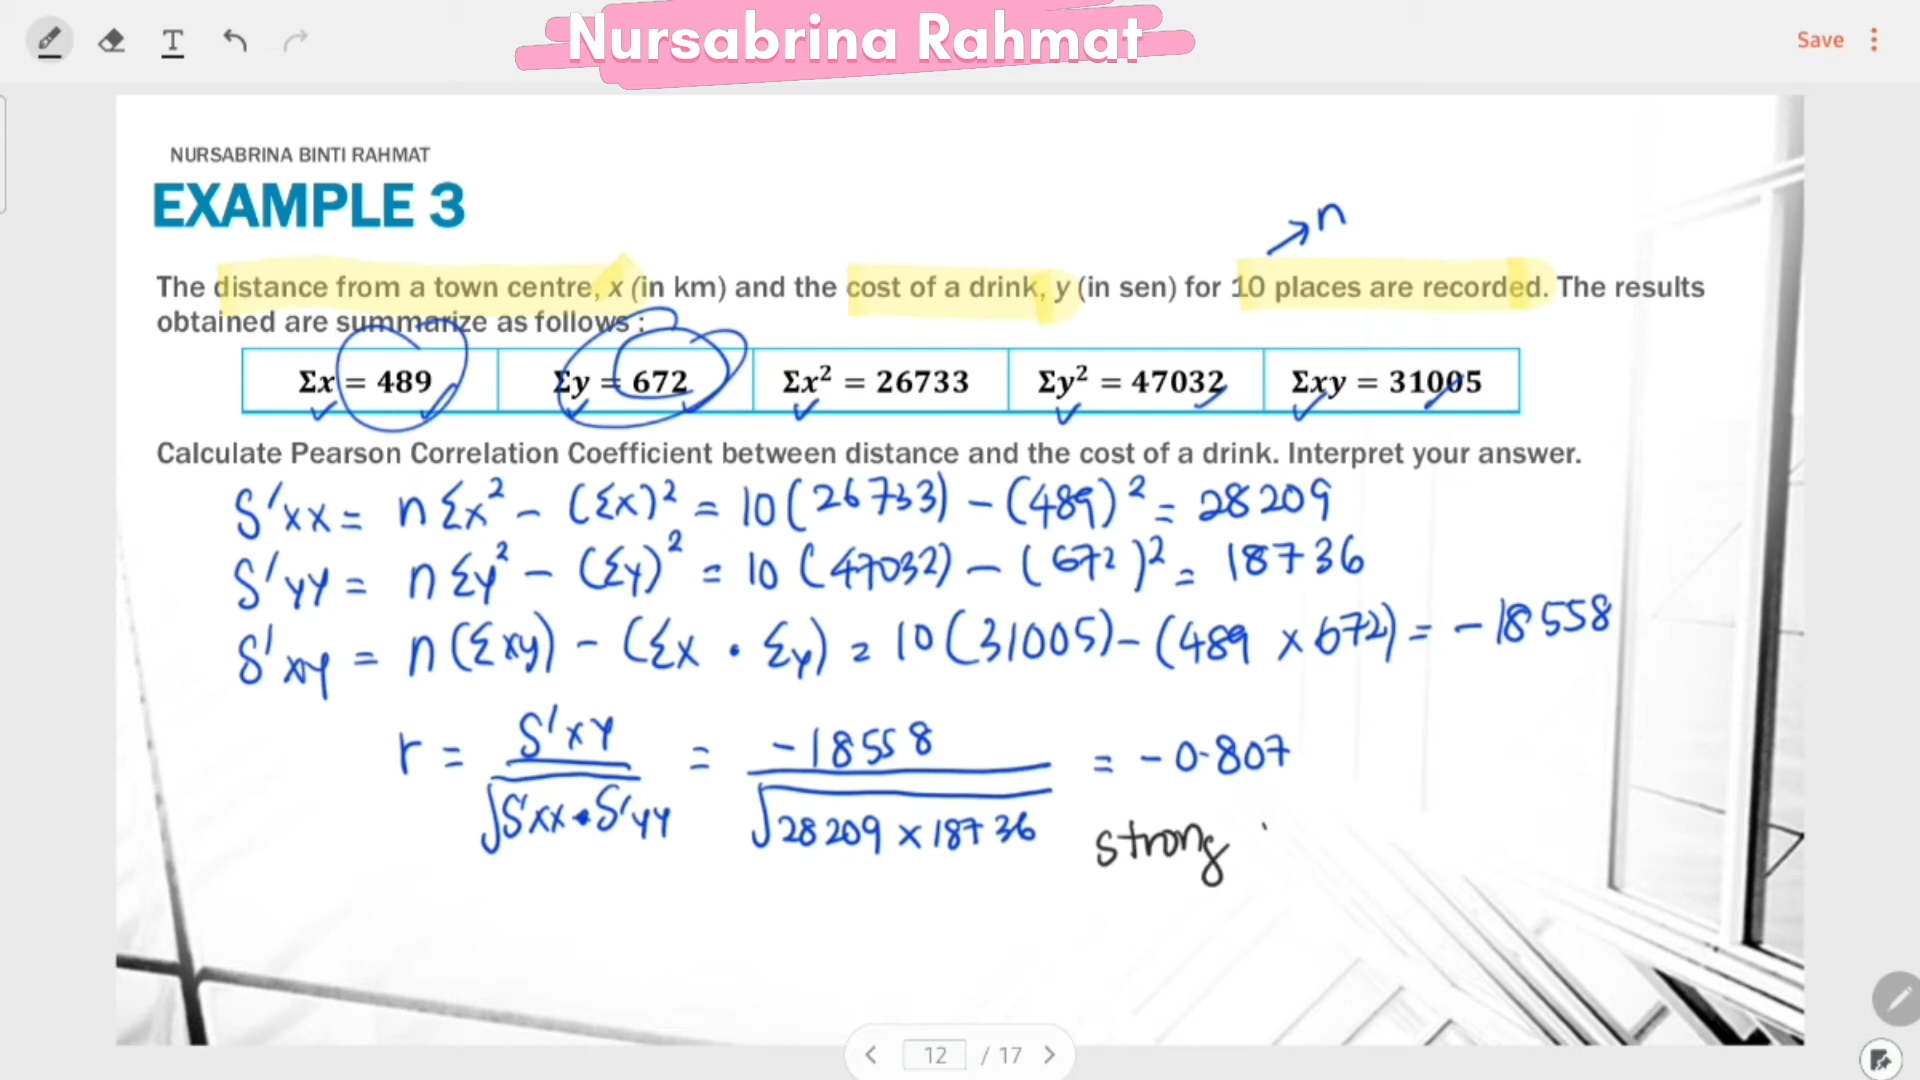 Nursabrina Rahmat
T
Save
NURSABRINA BINTI RAHMAT
EXAMPLE 3
→n
The distance from a town centre, x (in km) and the cost of a drink, y (in sen) for 10 places are recorded. The results
obtained are summarize as follows :
Σx = 489 Σy = 672 Σx² = 26733 Σy² = 47032 Σxy = 31005
Calculate Pearson Correlation Coefficient between distance and the cost of a drink. Interpret your answer.
S'xx = nΣx² - (Σx)² = 10(26733) - (489)² = 28209
S'yy = nΣy² - (Σy)² = 10(47032) - (672)² = 18736
S'xy = n(Σxy) - (Σx · Σy) = 10(31005) - (489 × 672) = -18558
r = S'xy / √S'xx · S'yy = -18558 / √28209 × 18736 = -0.807
strong
12 / 17